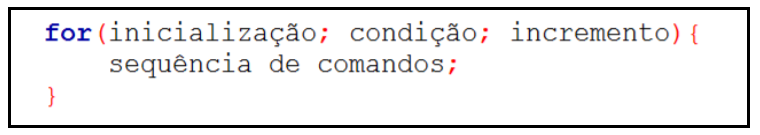 for(inicialização; condição; incremento){
sequência de comandos;
}